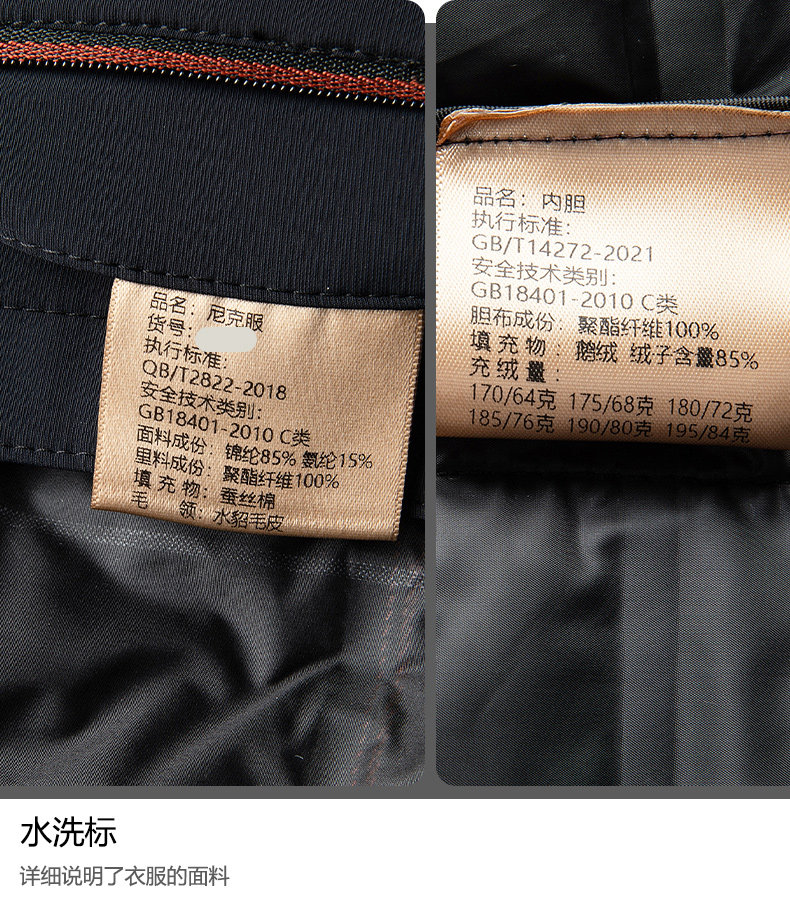 品名：尼克服
货号：
执行标准：
QB/T2822-2018
安全技术类别：
GB18401-2010 C类
面料成份：锦纶85% 氨纶15%
里料成份：聚酯纤维100%
填充物：蚕丝棉
毛 领：水貂毛皮
品名：内胆
执行标准：
GB/T14272-2021
安全技术类别：
GB18401-2010 C类
胆布成份：聚酯纤维100%
填充物：鹅绒 绒子含量85%
充绒量：
170/64克 175/68克 180/72克
185/76克 190/80克 195/84克
水洗标
详细说明了衣服的面料